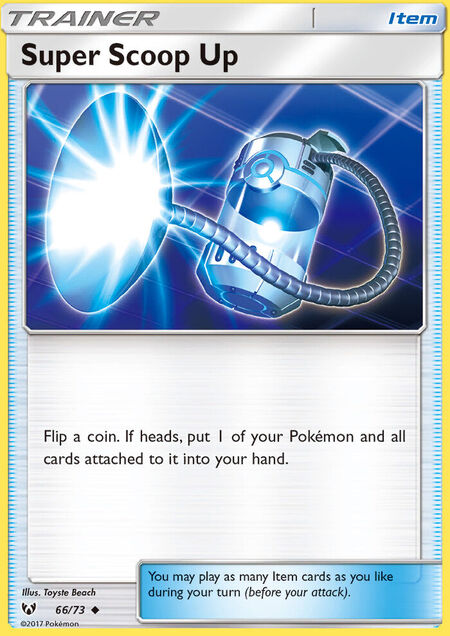 TRAINER
Item
Super Scoop Up
Flip a coin. If heads, put 1 of your Pokémon and all
cards attached to it into your hand.
You may play as many Item cards as you like
during your turn (before your attack).
Illus. Toyste Beach
66/73 ◆
©2017 Pokémon